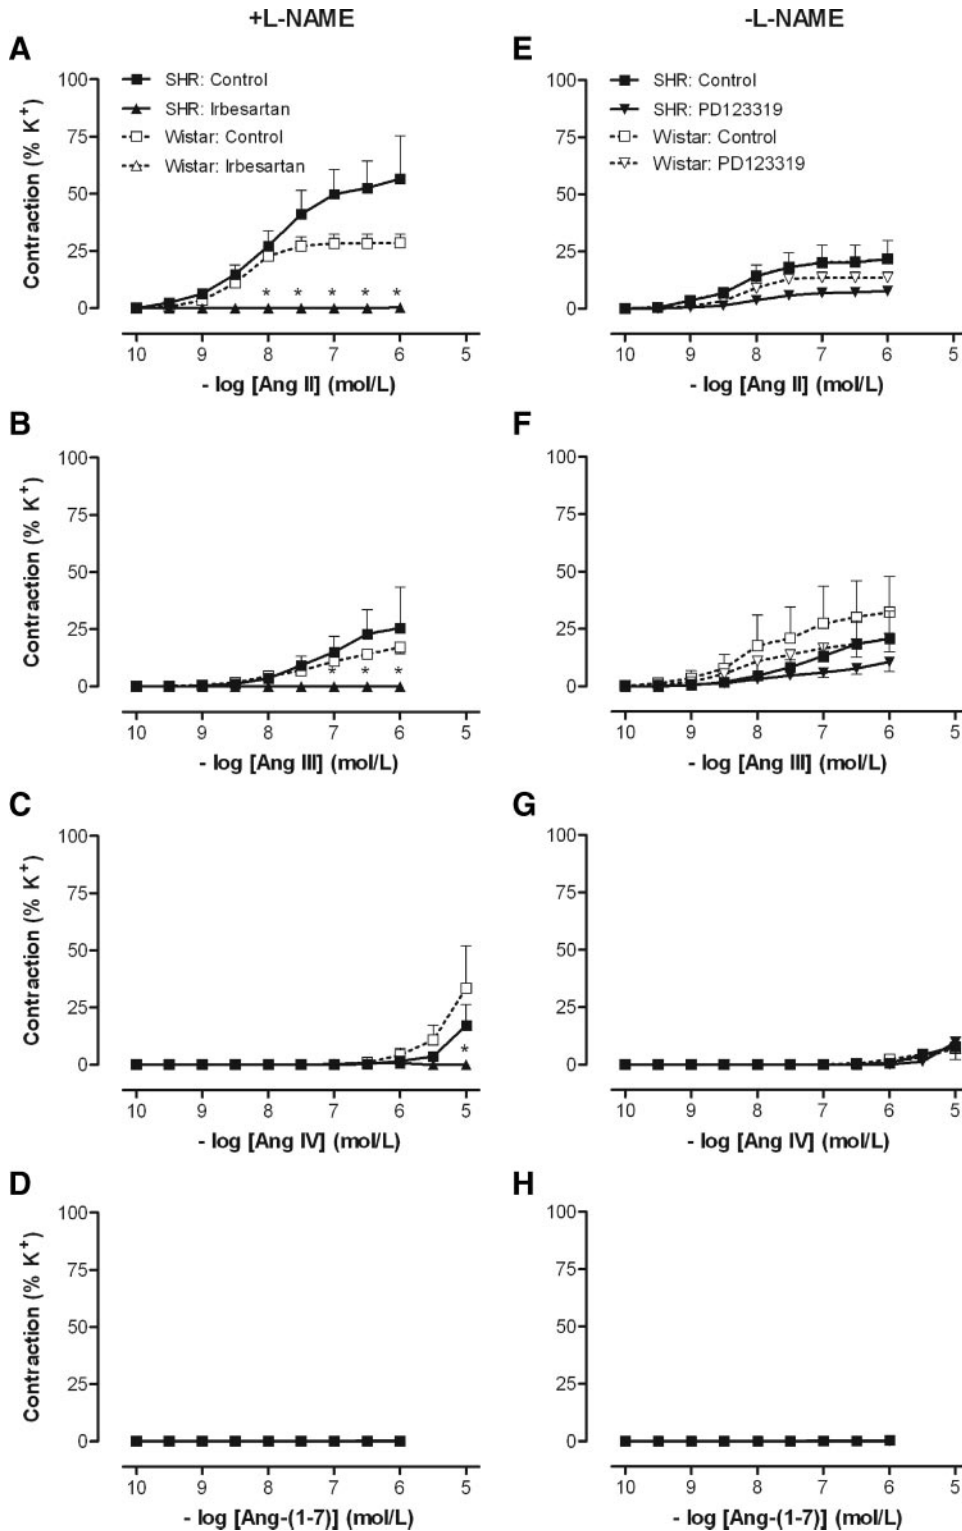 +L-NAME
-L-NAME
A
100
75
50
25
0
Contraction (% K+)
SHR: Control
SHR: Irbesartan
Wistar: Control
Wistar: Irbesartan
* * * * *
10 9 8 7 6 5
- log [Ang II] (mol/L)
E
100
75
50
25
0
SHR: Control
SHR: PD123319
Wistar: Control
Wistar: PD123319
10 9 8 7 6 5
- log [Ang II] (mol/L)
B
100
75
50
25
0
Contraction (% K+)
* * *
10 9 8 7 6 5
- log [Ang III] (mol/L)
F
100
75
50
25
0
10 9 8 7 6 5
- log [Ang III] (mol/L)
C
100
75
50
25
0
Contraction (% K+)
*
10 9 8 7 6 5
- log [Ang IV] (mol/L)
G
100
75
50
25
0
10 9 8 7 6 5
- log [Ang IV] (mol/L)
D
100
75
50
25
0
Contraction (% K+)
10 9 8 7 6 5
- log [Ang-(1-7)] (mol/L)
H
100
75
50
25
0
10 9 8 7 6 5
- log [Ang-(1-7)] (mol/L)